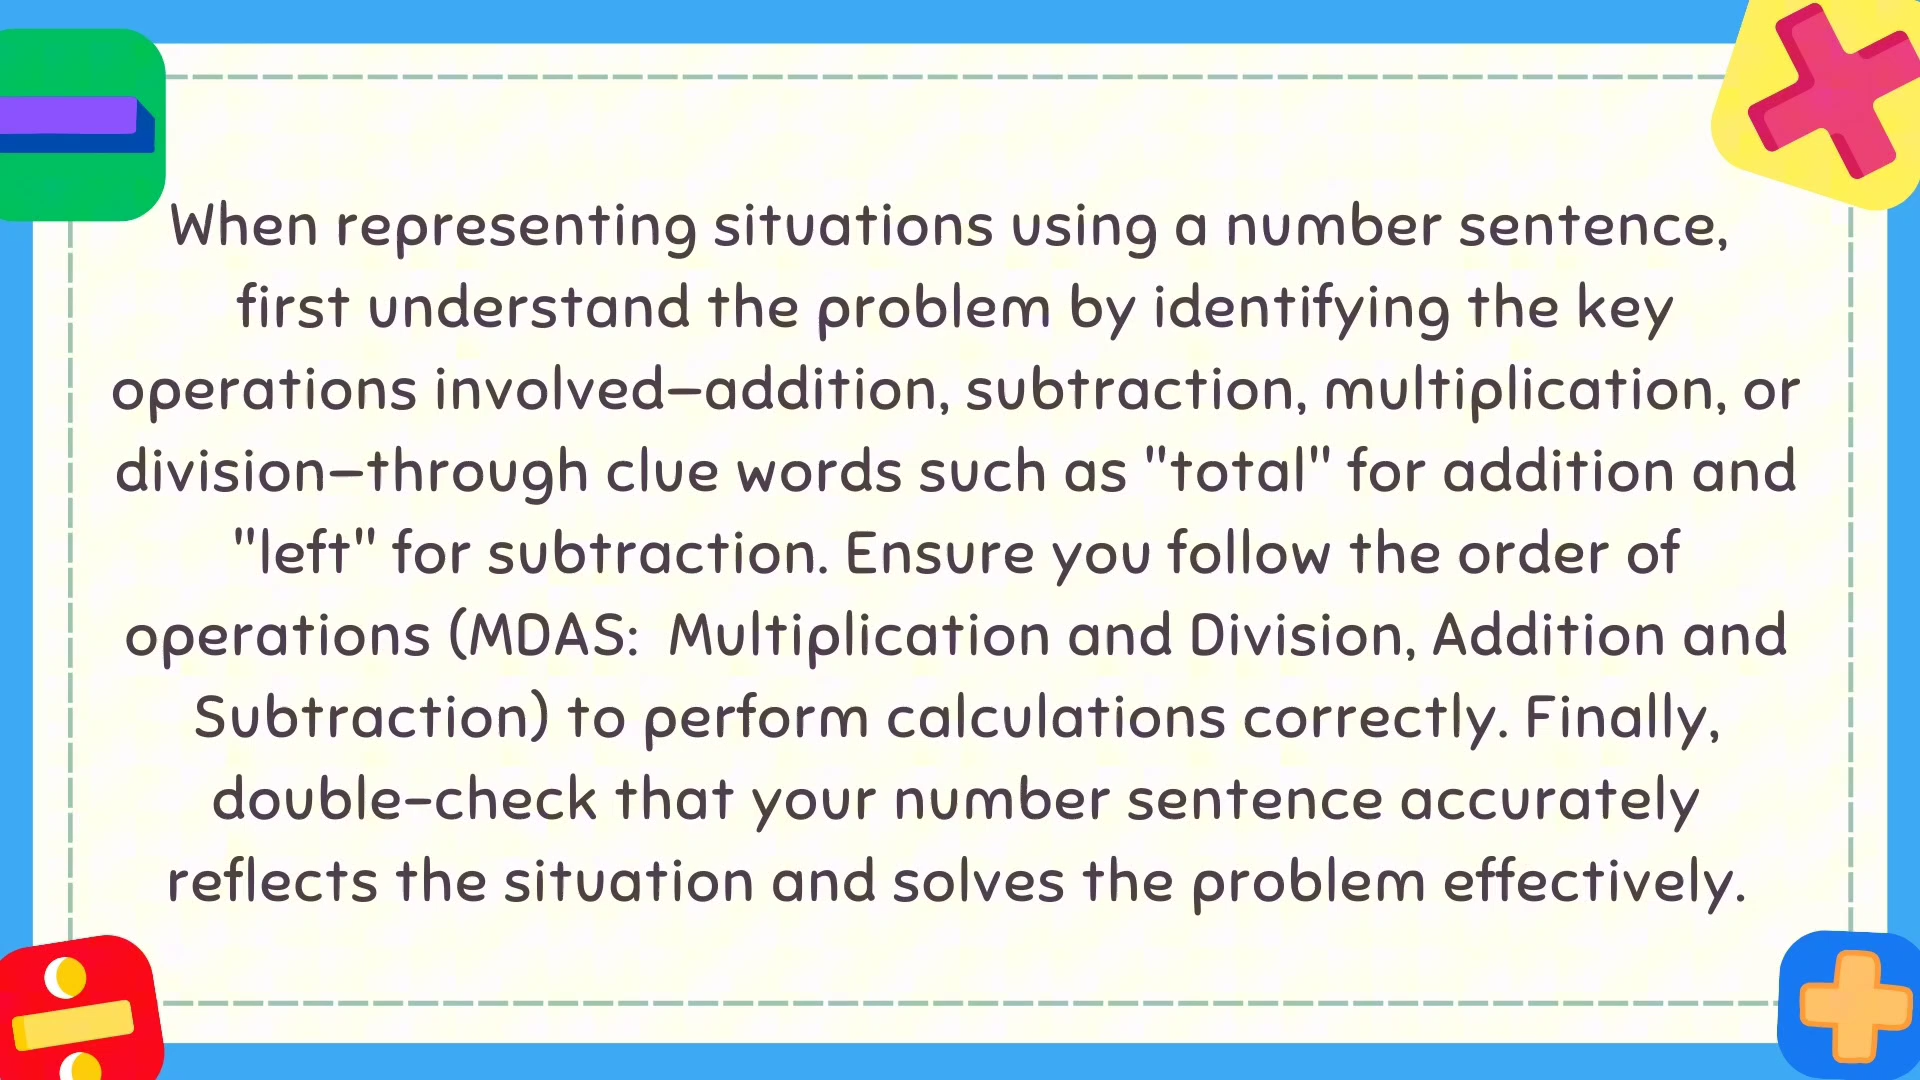 When representing situations using a number sentence,
first understand the problem by identifying the key
operations involved—addition, subtraction, multiplication, or
division—through clue words such as "total" for addition and
"left" for subtraction. Ensure you follow the order of
operations (MDAS:  Multiplication and Division, Addition and
Subtraction) to perform calculations correctly. Finally,
double-check that your number sentence accurately
reflects the situation and solves the problem effectively.